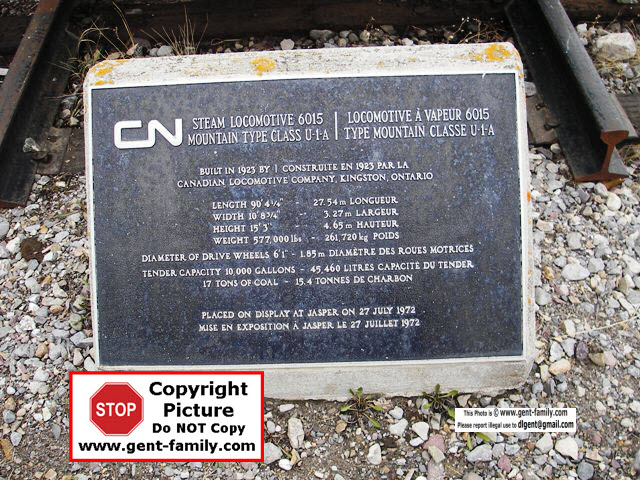 CN
STEAM LOCOMOTIVE 6015 | LOCOMOTIVE À VAPEUR 6015
MOUNTAIN TYPE CLASS U-1-A | TYPE MOUNTAIN CLASSE U-1-A
BUILT IN 1923 BY | CONSTRUITE EN 1923 PAR LA
CANADIAN LOCOMOTIVE COMPANY, KINGSTON, ONTARIO
LENGTH 90' 4¼" - 27.54 m LONGUEUR
WIDTH 10' 8¾" - 3.27 m LARGEUR
HEIGHT 15' 3" - 4.65 m HAUTEUR
WEIGHT 577,000 lbs - 261,720 kg POIDS
DIAMETER OF DRIVE WHEELS 6'1" - 1.85 m DIAMÈTRE DES ROUES MOTRICES
TENDER CAPACITY 10,000 GALLONS - 45,460 LITRES CAPACITÉ DU TENDER
17 TONS OF COAL - 15.4 TONNES DE CHARBON
PLACED ON DISPLAY AT JASPER ON 27 JULY 1972
MISE EN EXPOSITION À JASPER LE 27 JUILLET 1972
STOP
Copyright
Picture
Do NOT COPY
www.gent-family.com
This Photo is © www.gent-family.com
Please report illegal use to dlgent@gmail.com